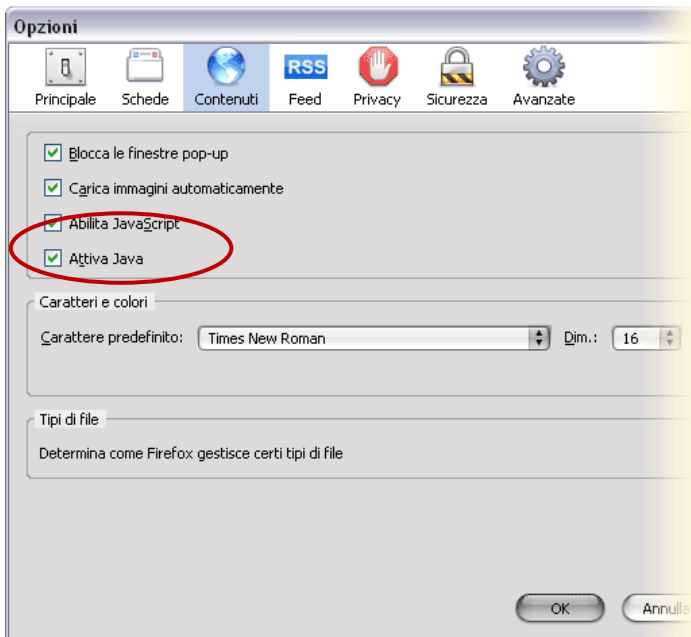 Opzioni
RSS
Principale Schede Contenuti Feed Privacy Sicurezza Avanzate
Blocca le finestre pop-up
Carica immagini automaticamente
Abilita JavaScript
Attiva Java
Caratteri e colori
Carattere predefinito: Times New Roman Dim.: 16
Tipi di file
Determina come Firefox gestisce certi tipi di file
OK Annulla